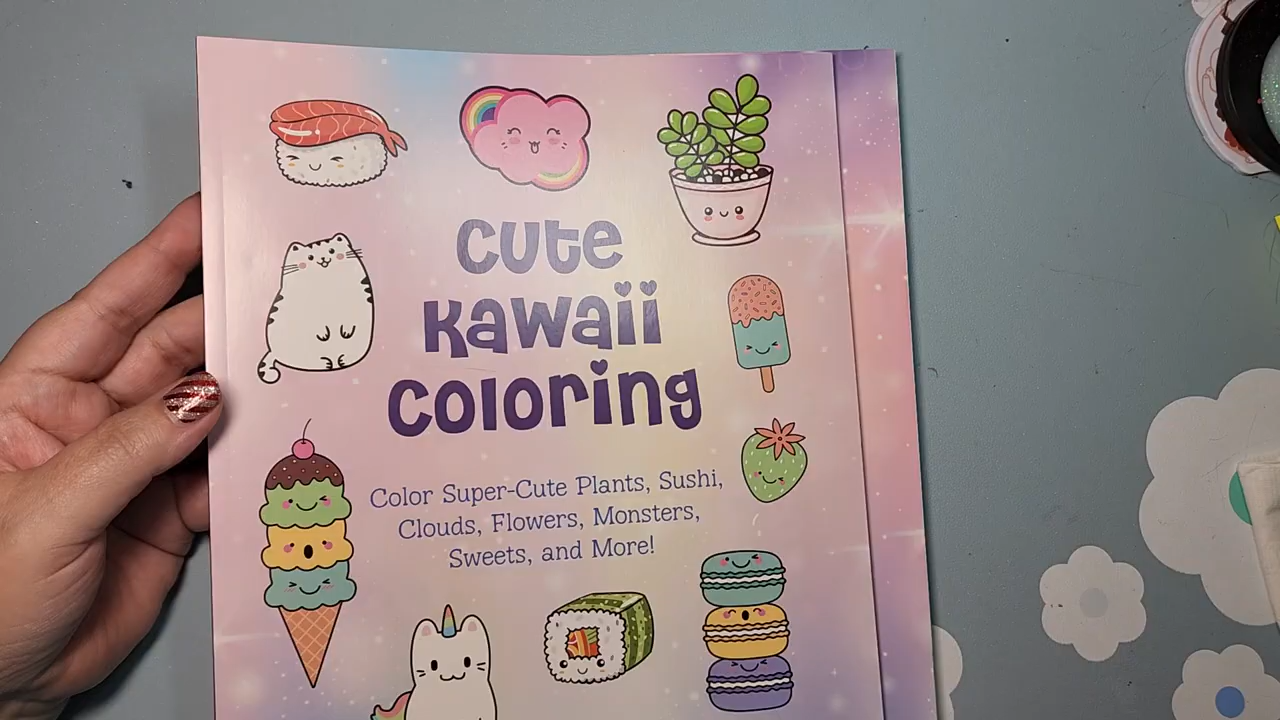 Cute
Kawaii
Coloring
Color Super-Cute Plants, Sushi,
Clouds, Flowers, Monsters,
Sweets, and More!